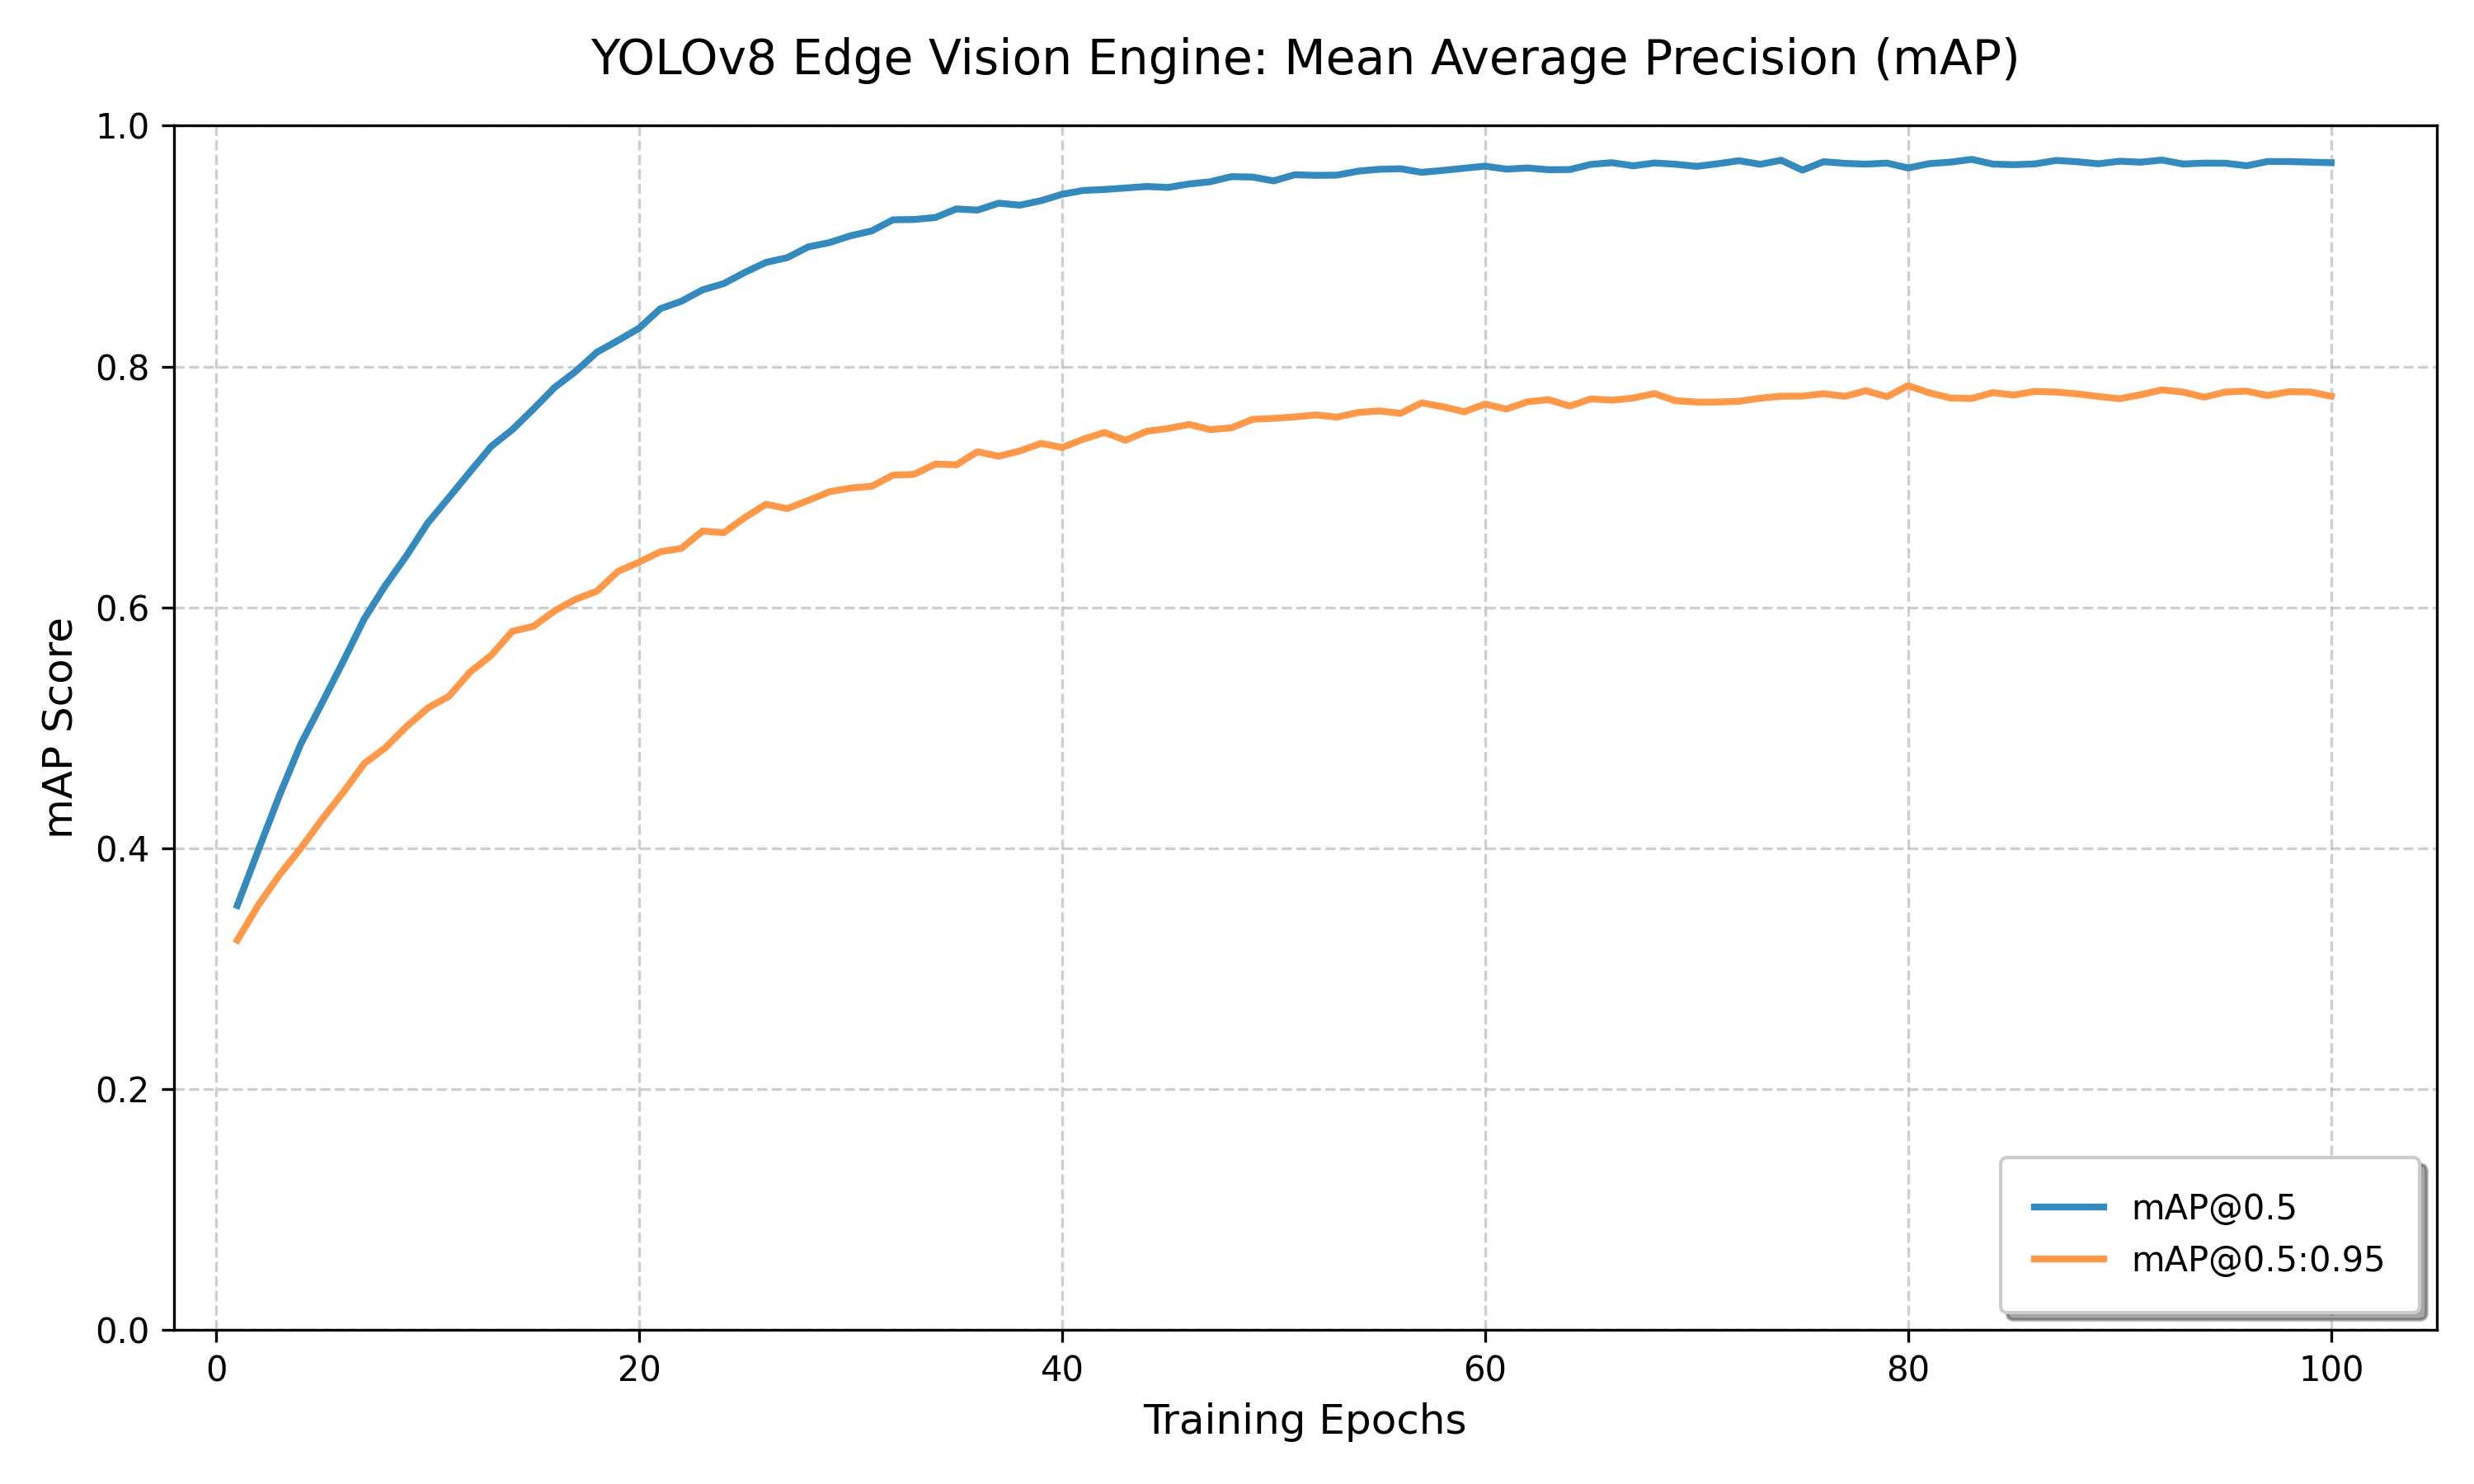 YOLOv8 Edge Vision Engine: Mean Average Precision (mAP)
1.0
0.8
0.6
0.4
0.2
0.0
mAP Score
0 20 40 60 80 100
Training Epochs
mAP@0.5
mAP@0.5:0.95